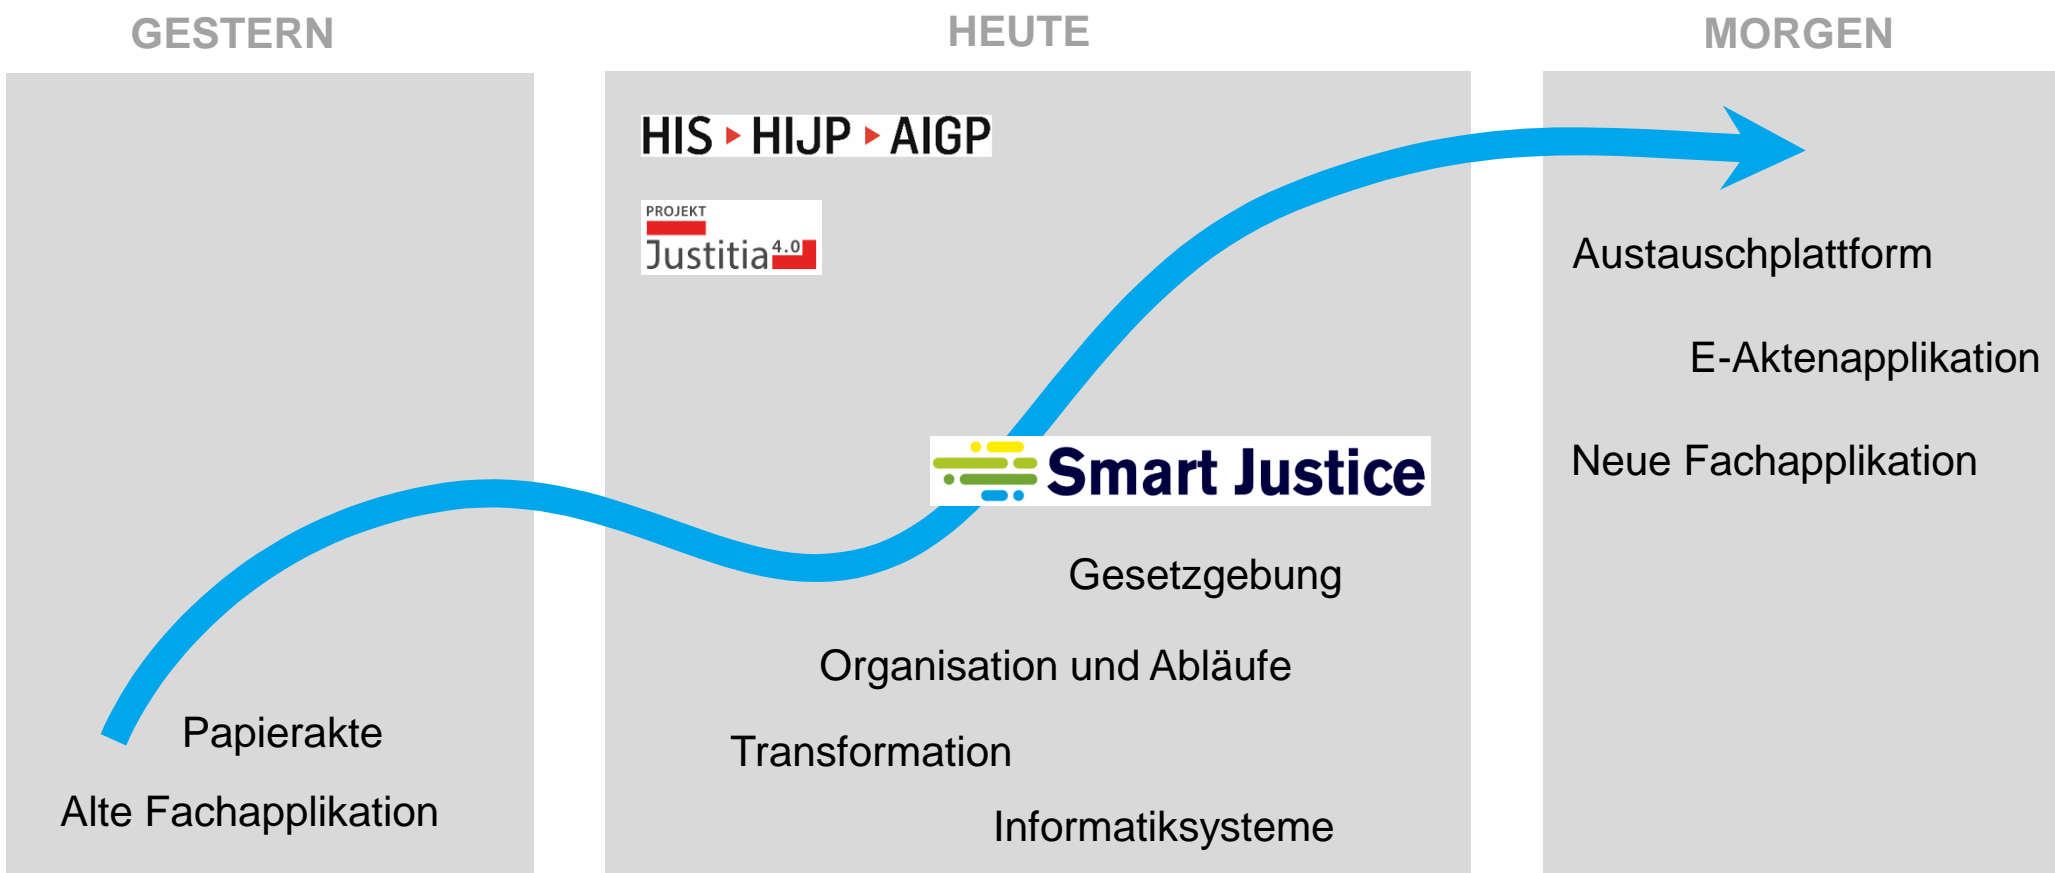 GESTERN
HEUTE
MORGEN
Papierakte
Alte Fachapplikation
HIS ▸ HIJP ▸ AIGP
PROJEKT
Justitia 4.0
Smart Justice
Gesetzgebung
Organisation und Abläufe
Transformation
Informatiksysteme
Austauschplattform
E-Aktenapplikation
Neue Fachapplikation